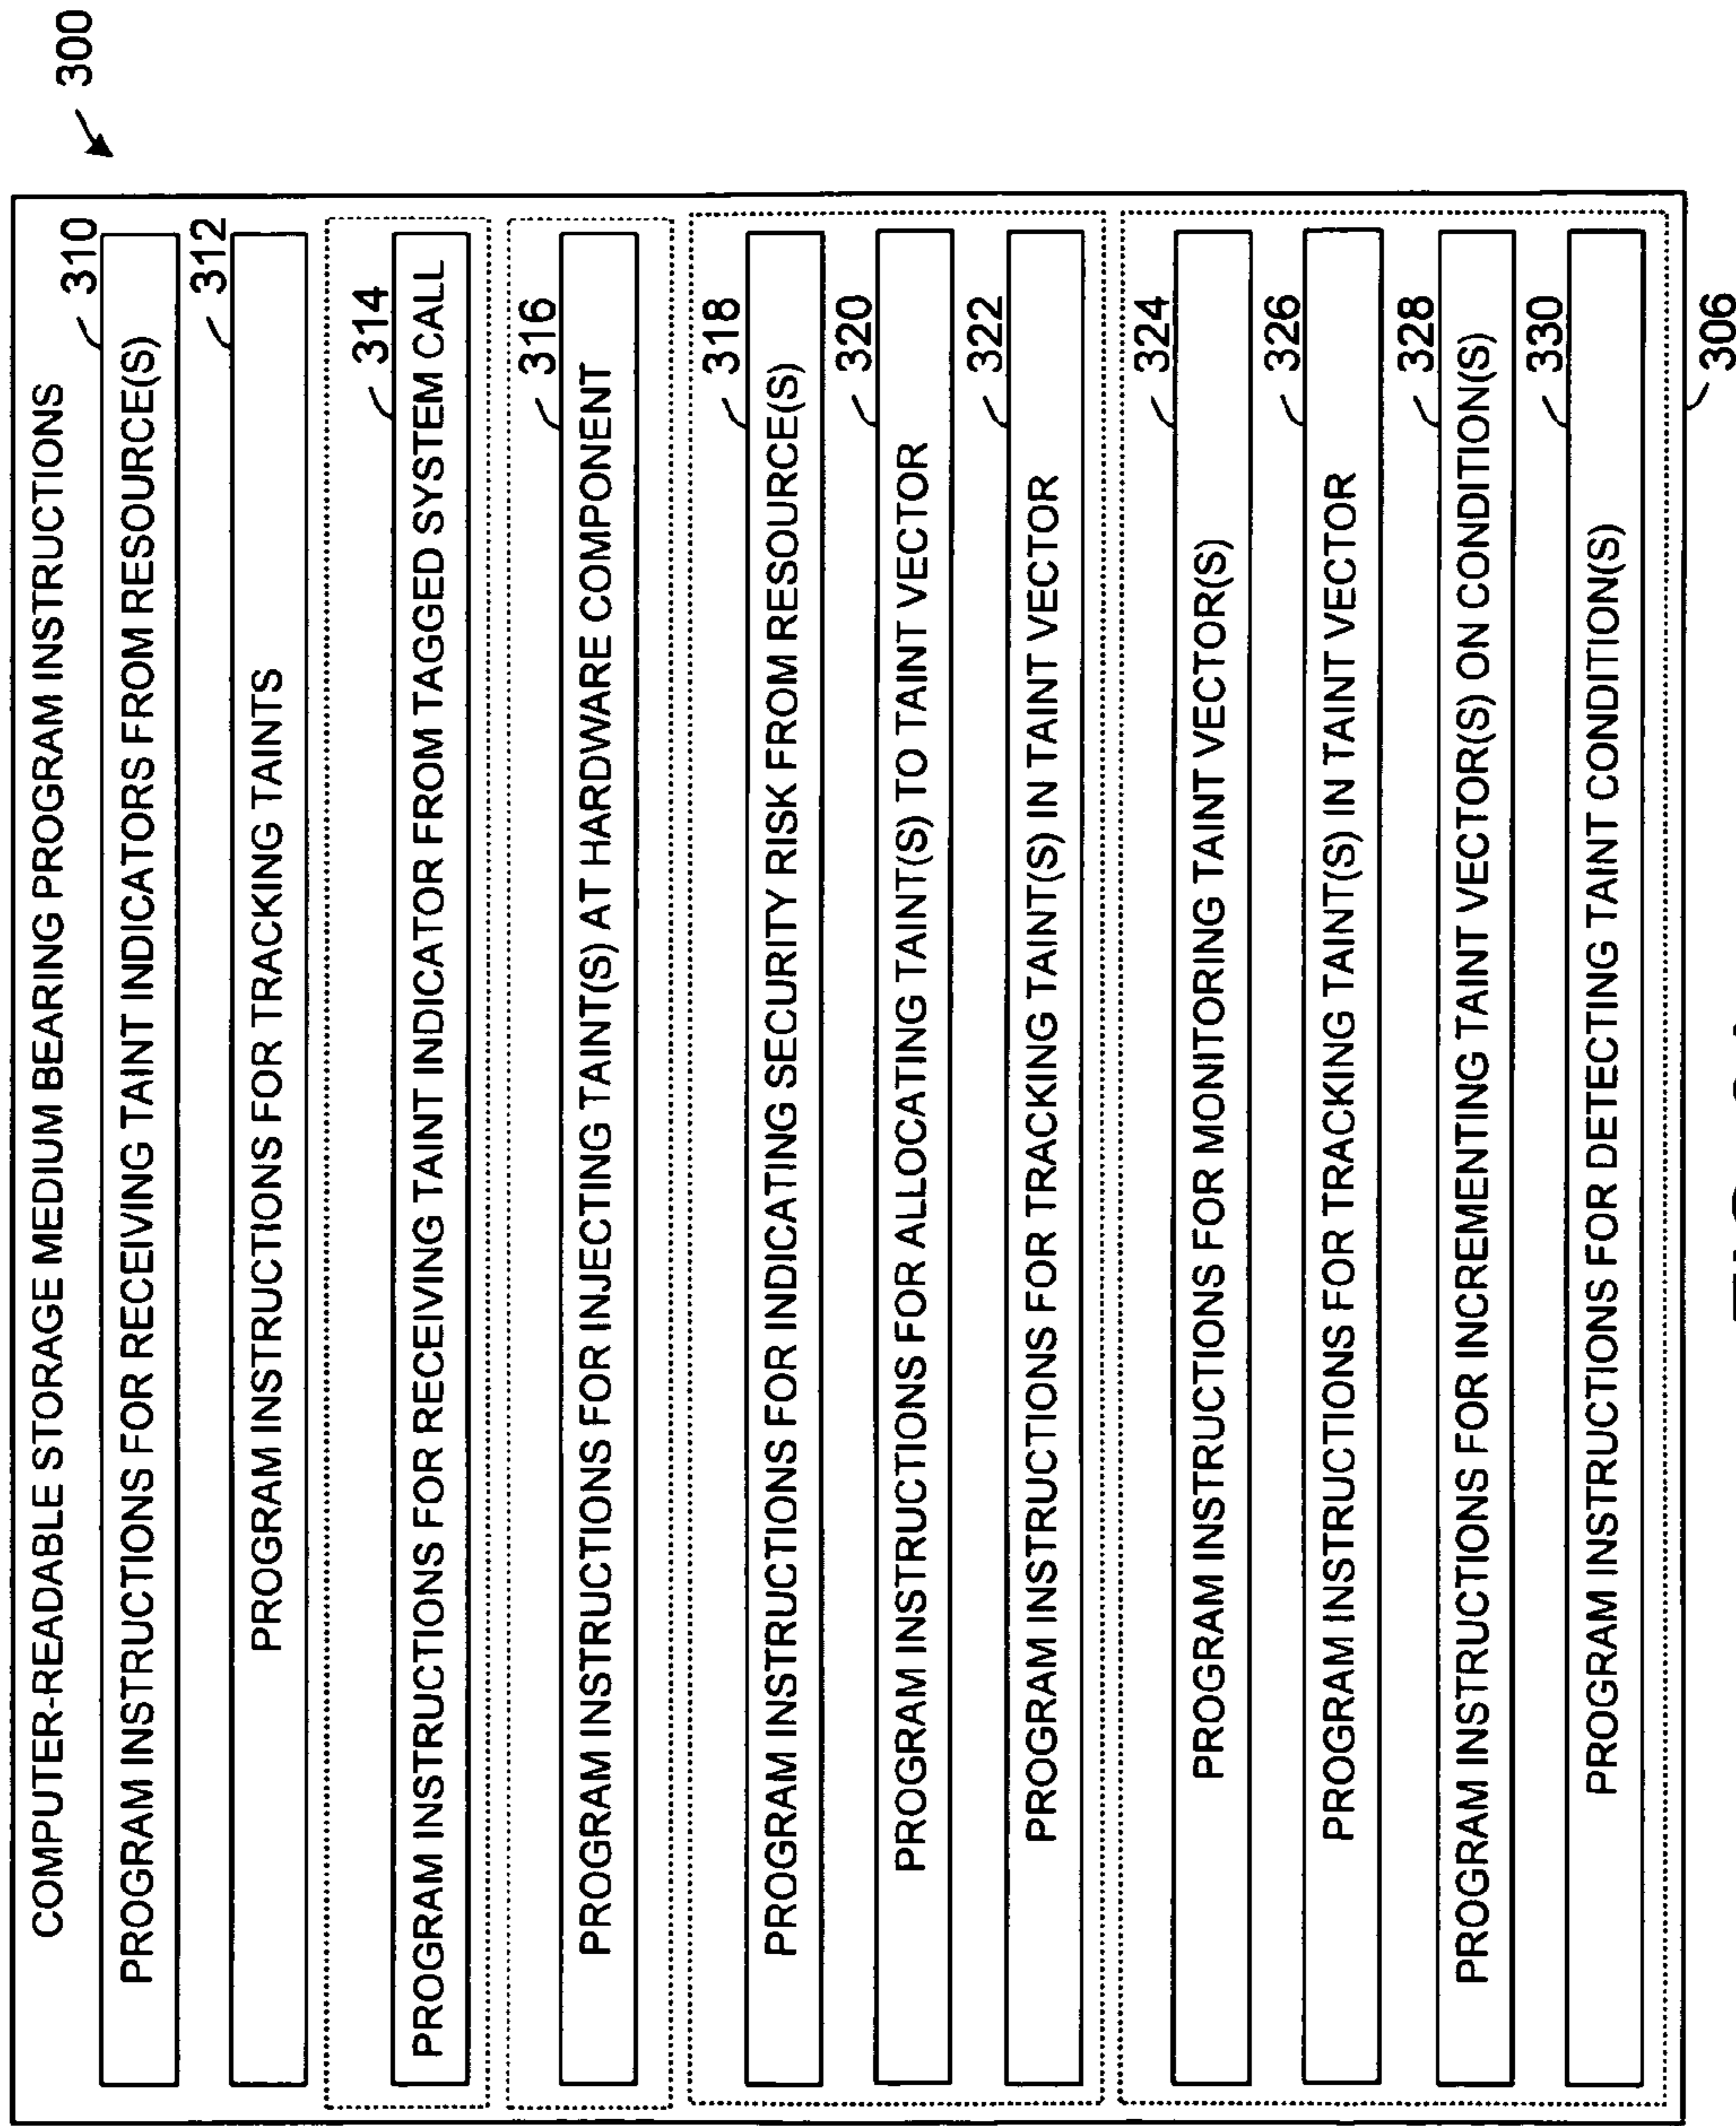 300
COMPUTER-READABLE STORAGE MEDIUM BEARING PROGRAM INSTRUCTIONS
310
PROGRAM INSTRUCTIONS FOR RECEIVING TAINT INDICATORS FROM RESOURCE(S)
312
PROGRAM INSTRUCTIONS FOR TRACKING TAINTS
314
PROGRAM INSTRUCTIONS FOR RECEIVING TAINT INDICATOR FROM TAGGED SYSTEM CALL
316
PROGRAM INSTRUCTIONS FOR INJECTING TAINT(S) AT HARDWARE COMPONENT
318
PROGRAM INSTRUCTIONS FOR INDICATING SECURITY RISK FROM RESOURCE(S)
320
PROGRAM INSTRUCTIONS FOR ALLOCATING TAINT(S) TO TAINT VECTOR
322
PROGRAM INSTRUCTIONS FOR TRACKING TAINT(S) IN TAINT VECTOR
324
PROGRAM INSTRUCTIONS FOR MONITORING TAINT VECTOR(S)
326
PROGRAM INSTRUCTIONS FOR TRACKING TAINT(S) IN TAINT VECTOR
328
PROGRAM INSTRUCTIONS FOR INCREMENTING TAINT VECTOR(S) ON CONDITION(S)
330
PROGRAM INSTRUCTIONS FOR DETECTING TAINT CONDITION(S)
306